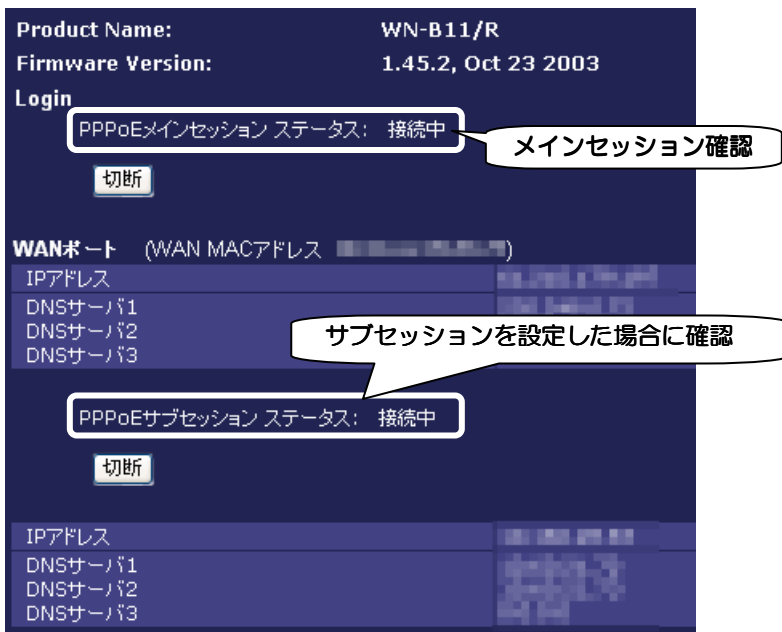 Product Name: WN-B11/R
Firmware Version: 1.45.2, Oct 23 2003
Login
PPPoEメインセッション ステータス: 接続中
メインセッション確認
切断
WANポート (WAN MACアドレス )
IPアドレス
DNSサーバ1
DNSサーバ2
DNSサーバ3
サブセッションを設定した場合に確認
PPPoEサブセッション ステータス: 接続中
切断
IPアドレス
DNSサーバ1
DNSサーバ2
DNSサーバ3